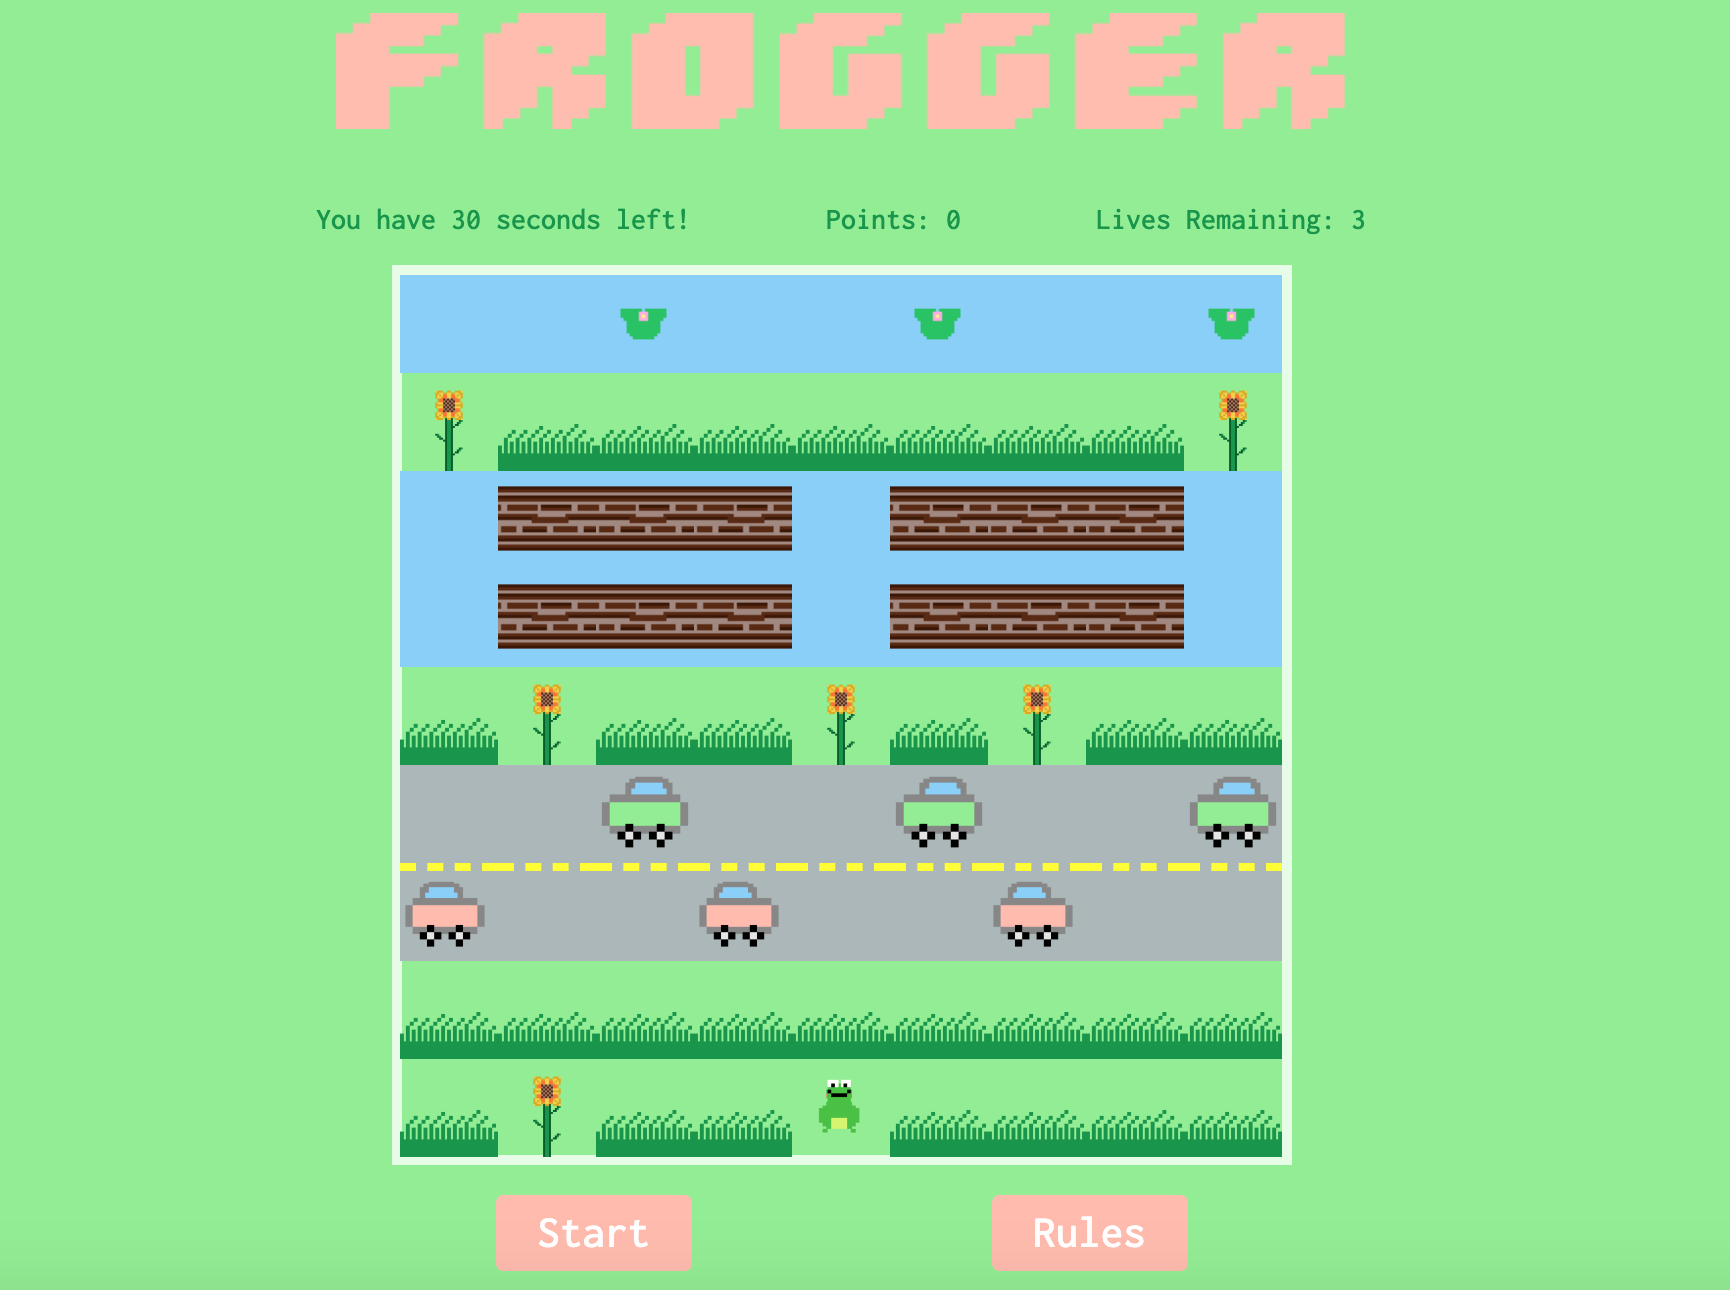 FROGGER
You have 30 seconds left! Points: 0 Lives Remaining: 3
Start Rules